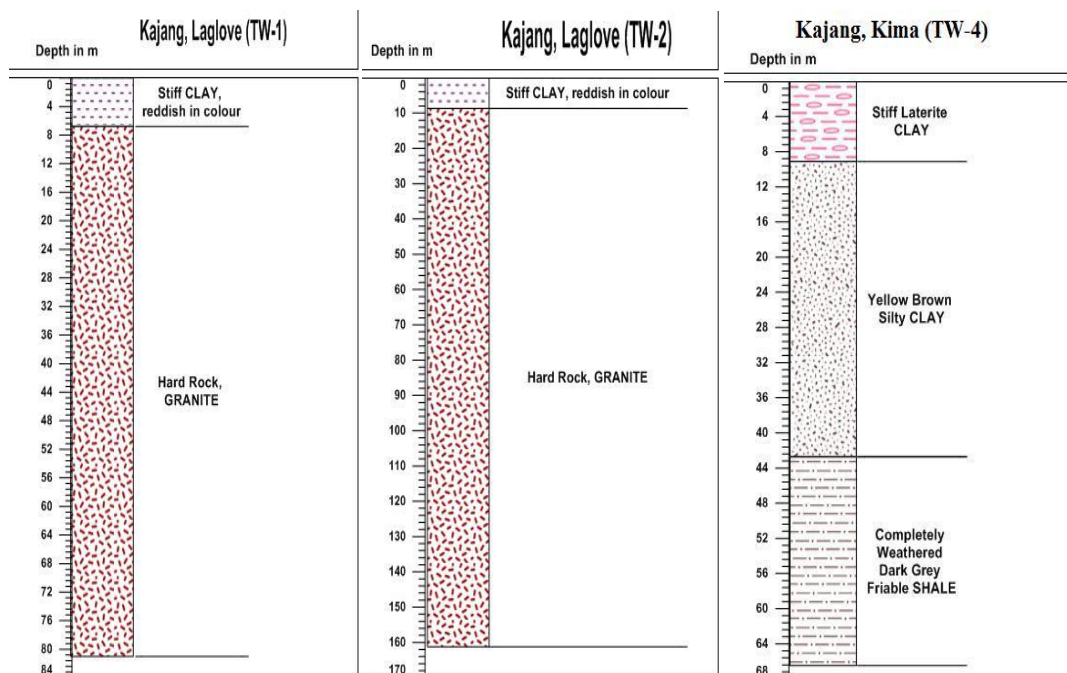 Kajang, Laglove (TW-1)
Depth in m
0
4
8
12
16
20
24
28
32
36
40
44
48
52
56
60
64
68
72
76
80
84
Stiff CLAY,
reddish in colour
Hard Rock,
GRANITE
Kajang, Laglove (TW-2)
Depth in m
0
10
20
30
40
50
60
70
80
90
100
110
120
130
140
150
160
170
Stiff CLAY, reddish in colour
Hard Rock, GRANITE
Kajang, Kima (TW-4)
Depth in m
0
4
8
12
16
20
24
28
32
36
40
44
48
52
56
60
64
68
Stiff Laterite
CLAY
Yellow Brown
Silty CLAY
Completely
Weathered
Dark Grey
Friable SHALE